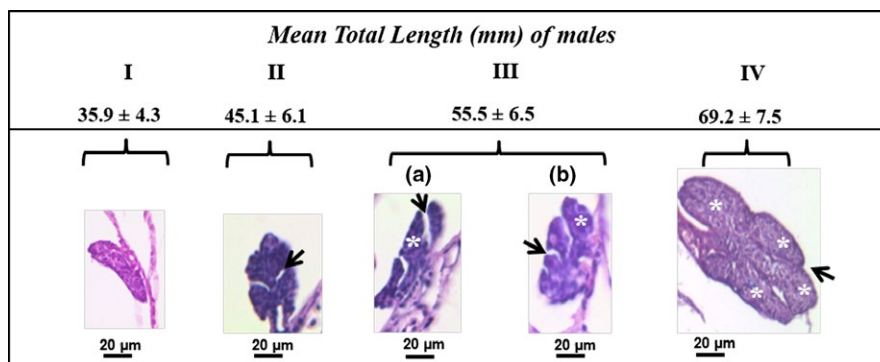 Mean Total Length (mm) of males
I II III IV
35.9 ± 4.3 45.1 ± 6.1 55.5 ± 6.5 69.2 ± 7.5
(a) (b)
* * * * * *
20 µm 20 µm 20 µm 20 µm 20 µm